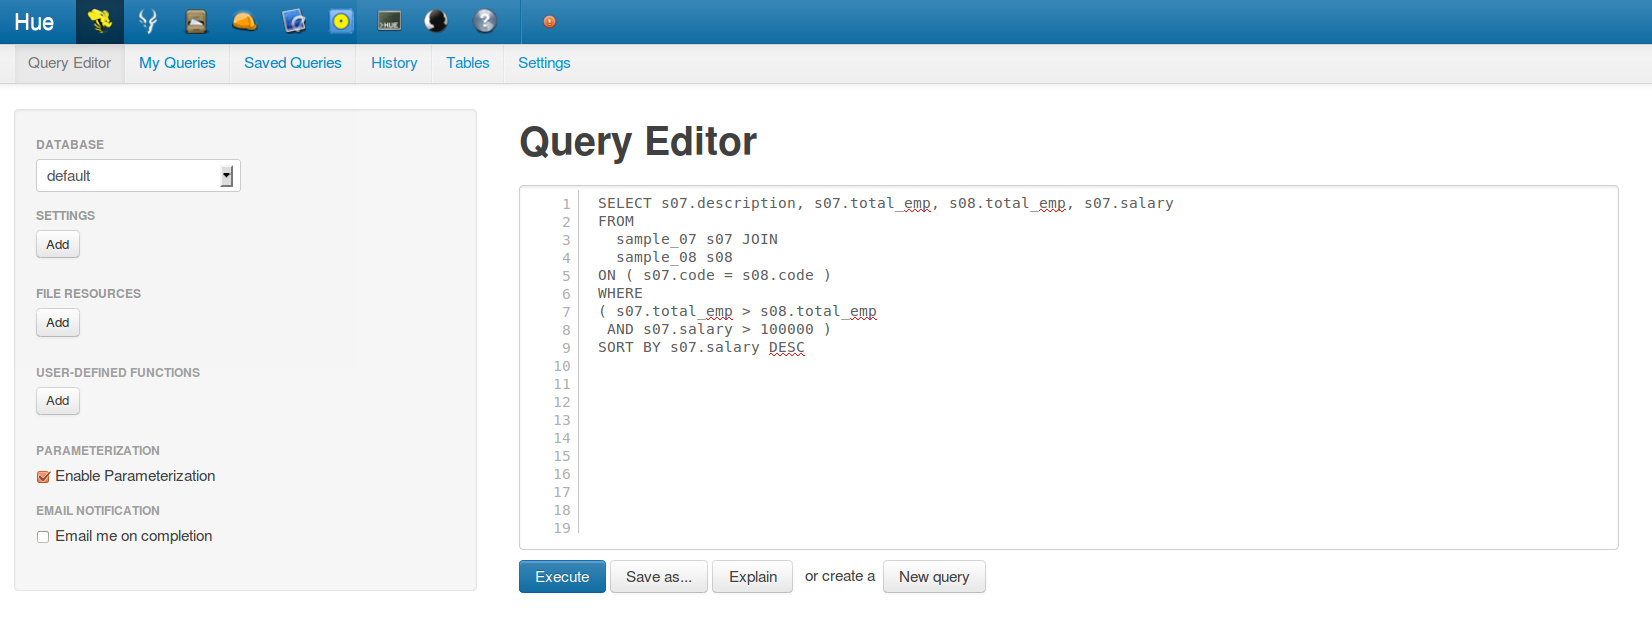 Hue
Query Editor My Queries Saved Queries History Tables Settings
DATABASE
default
SETTINGS
Add
FILE RESOURCES
Add
USER-DEFINED FUNCTIONS
Add
PARAMETERIZATION
Enable Parameterization
EMAIL NOTIFICATION
Email me on completion
Query Editor
1 SELECT s07.description, s07.total_emp, s08.total_emp, s07.salary
2 FROM
3 sample_07 s07 JOIN
4 sample_08 s08
5 ON ( s07.code = s08.code )
6 WHERE
7 ( s07.total_emp > s08.total_emp
8 AND s07.salary > 100000 )
9 SORT BY s07.salary DESC
10
11
12
13
14
15
16
17
18
19
Execute Save as... Explain or create a New query